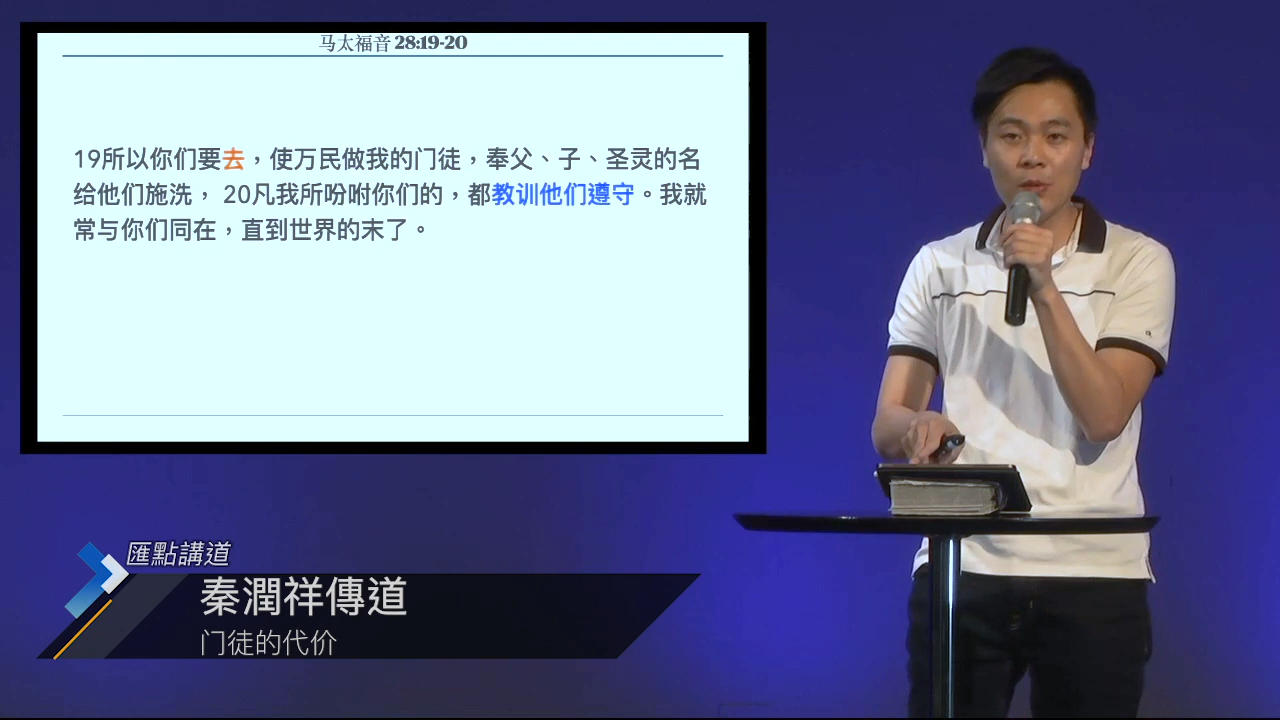 马太福音 28:19-20
19所以你们要去，使万民做我的门徒，奉父、子、圣灵的名
给他们施洗， 20凡我所吩咐你们的，都教训他们遵守。我就
常与你们同在，直到世界的末了。
匯點講道
秦潤祥傳道
门徒的代价